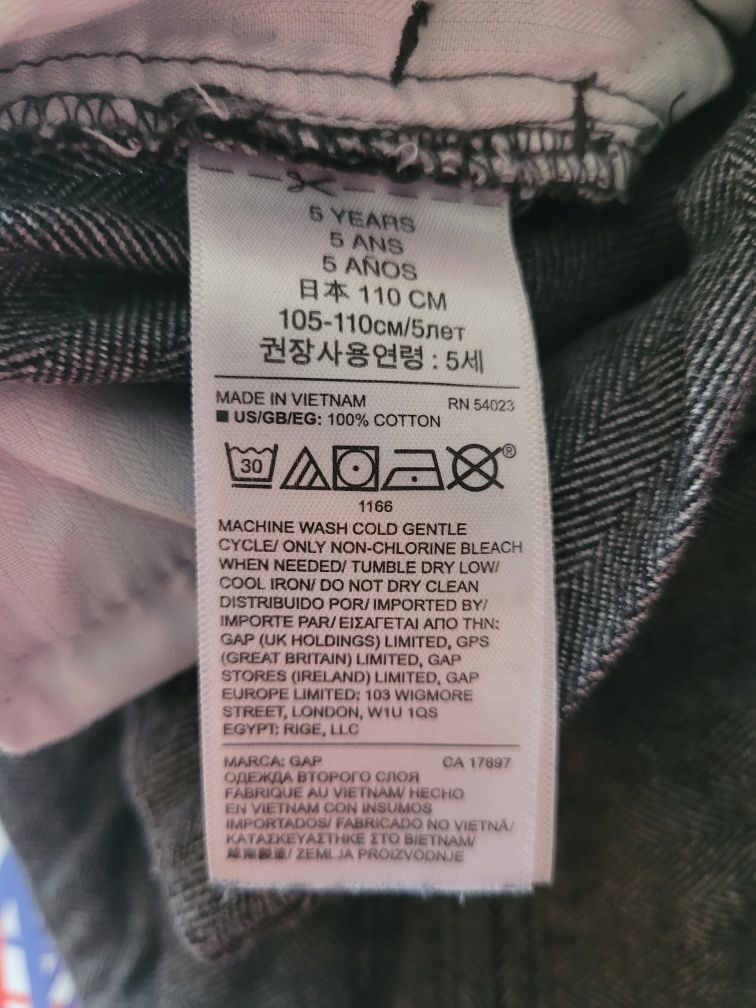 5 YEARS
5 ANS
5 AÑOS
日本 110 CM
105-110см/5лет
권장사용연령 : 5세
MADE IN VIETNAM RN 54023
US/GB/EG: 100% COTTON
30 ®
1166
MACHINE WASH COLD GENTLE
CYCLE/ ONLY NON-CHLORINE BLEACH
WHEN NEEDED/ TUMBLE DRY LOW/
COOL IRON/ DO NOT DRY CLEAN
DISTRIBUIDO POR/ IMPORTED BY/
IMPORTE PAR/ ΕΙΣΑΓΕΤΑΙ ΑΠΟ ΤΗΝ:
GAP (UK HOLDINGS) LIMITED, GPS
(GREAT BRITAIN) LIMITED, GAP
STORES (IRELAND) LIMITED, GAP
EUROPE LIMITED: 103 WIGMORE
STREET, LONDON, W1U 1QS
EGYPT: RIGE, LLC
MARCA: GAP CA 17897
ОДЕЖДА ВТОРОГО СЛОЯ
FABRIQUE AU VIETNAM/ HECHO
EN VIETNAM CON INSUMOS
IMPORTADOS/ FABRICADO NO VIETNÃ/
ΚΑΤΑΣΚΕΥΑΣΤΗΚΕ ΣΤΟ ΒΙΕΤΝΑΜ/
越南製造/ ZEMLJA PROIZVODNJE